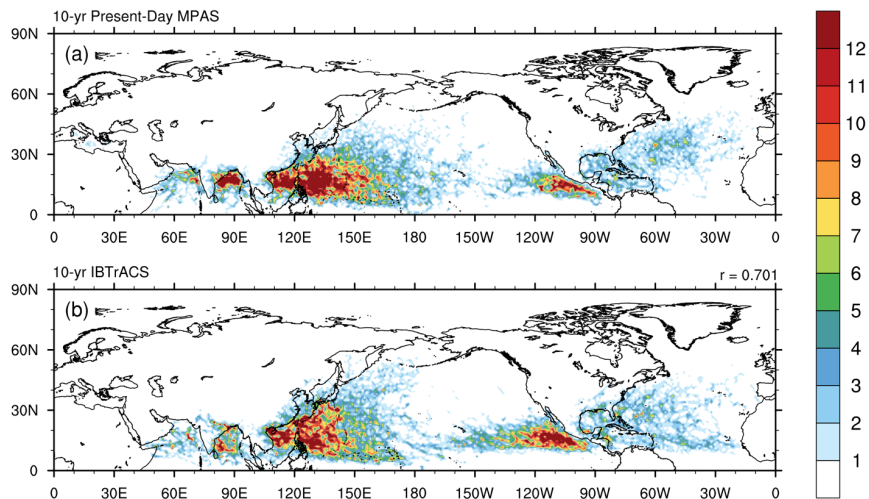 10-yr Present-Day MPAS
(a)
90N
60N
30N
0
0 30E 60E 90E 120E 150E 180 150W 120W 90W 60W 30W 0
10-yr IBTrACS
r = 0.701
(b)
90N
60N
30N
0
0 30E 60E 90E 120E 150E 180 150W 120W 90W 60W 30W 0
12
11
10
9
8
7
6
5
4
3
2
1